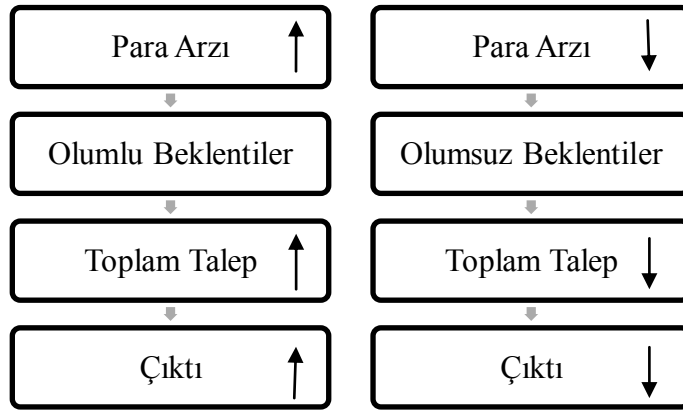 Para Arzı
Olumlu Beklentiler
Toplam Talep
Çıktı
Para Arzı
Olumsuz Beklentiler
Toplam Talep
Çıktı